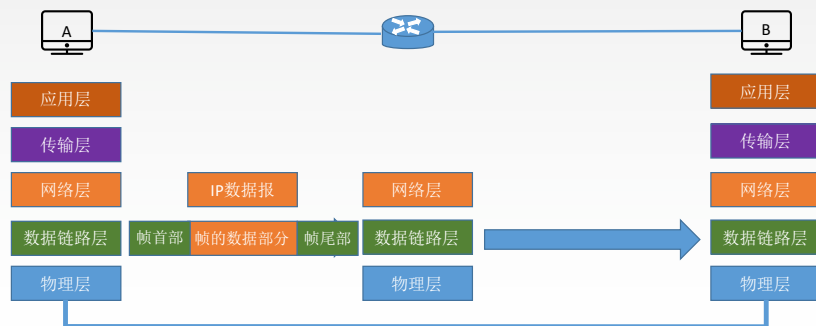 A
B
应用层
应用层
传输层
传输层
网络层
IP数据报
网络层
网络层
数据链路层
帧首部
帧的数据部分
帧尾部
数据链路层
数据链路层
物理层
物理层
物理层